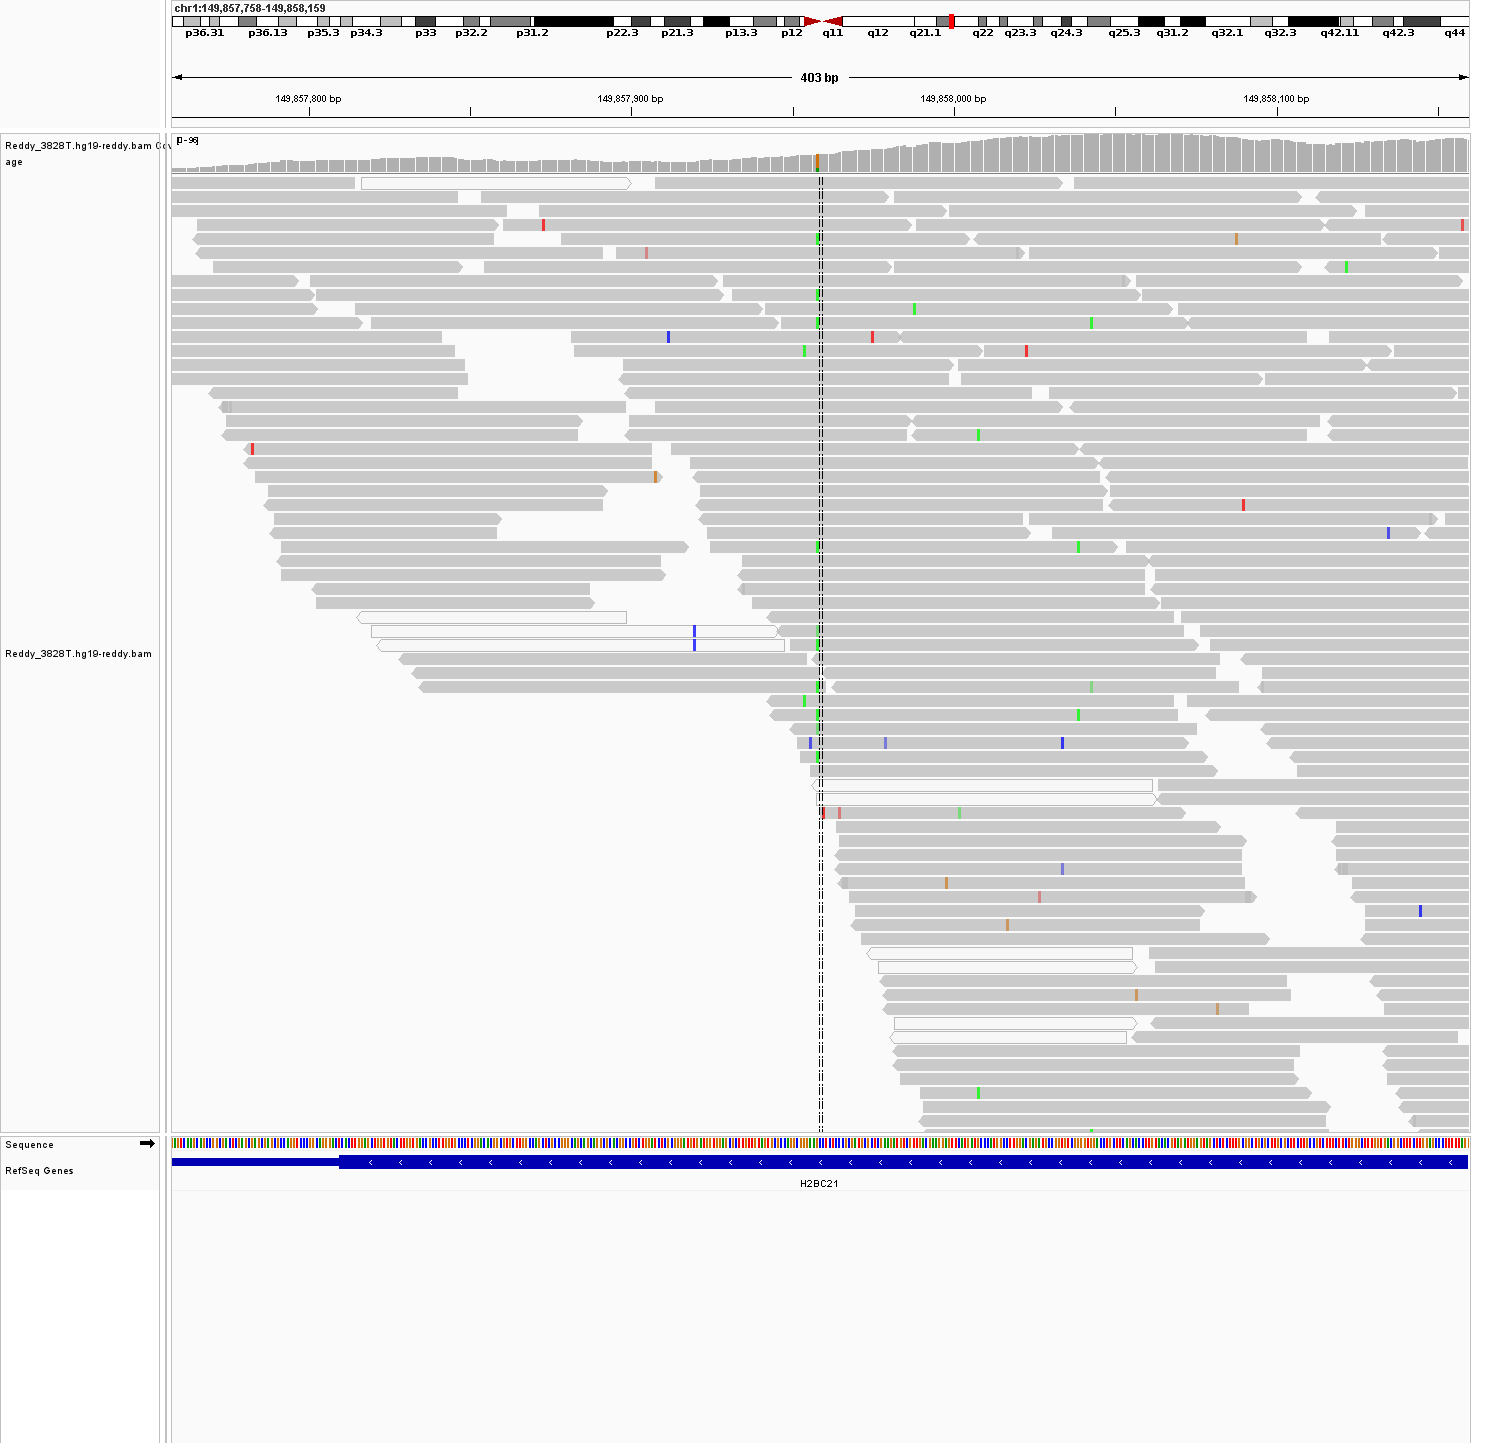 chr1:149,857,758-149,858,159
p36.31 p36.13 p35.3 p34.3 p33 p32.2 p31.2 p22.3 p21.3 p13.3 p12 q11 q12 q21.1 q22 q23.3 q24.3 q25.3 q31.2 q32.1 q32.3 q42.11 q42.3 q44
403 bp
149,857,800 bp 149,857,900 bp 149,858,000 bp 149,858,100 bp
[0-96]
Reddy_3828T.hg19-reddy.bam Cov
age
Reddy_3828T.hg19-reddy.bam
Sequence
RefSeq Genes
H2BC21